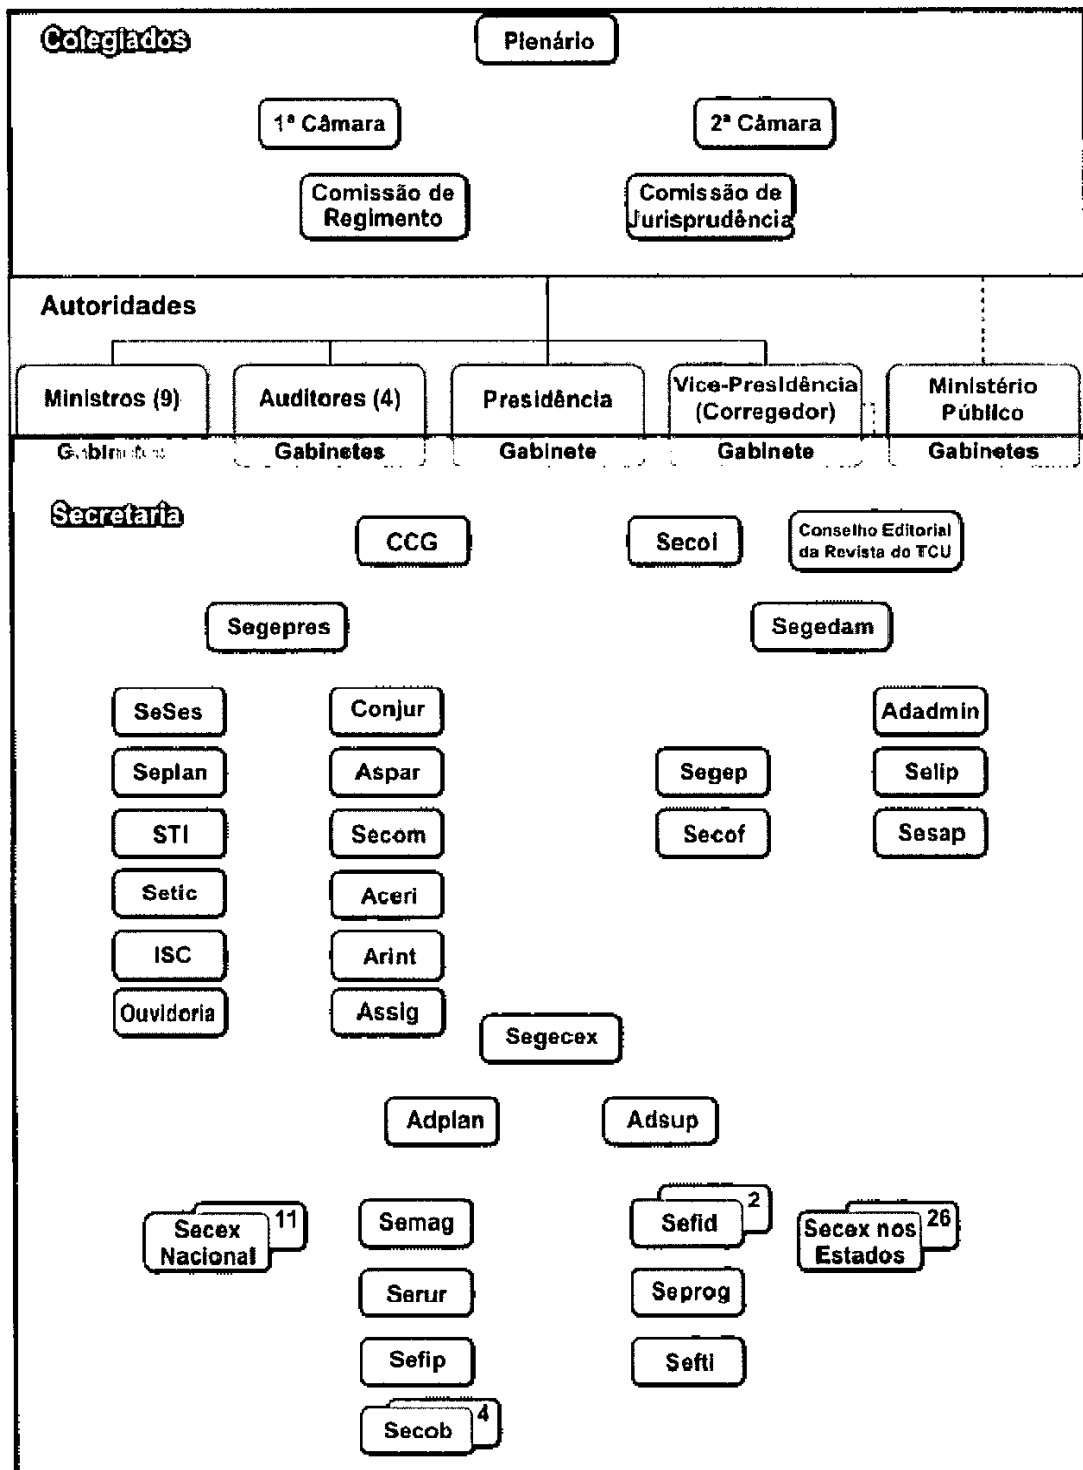 Colegiados
Plenário
1ª Câmara
2ª Câmara
Comissão de
Regimento
Comissão de
Jurisprudência
Autoridades
Ministros (9)
Auditores (4)
Presidência
Vice-Presidência
(Corregedor)
Ministério
Público
Gabinetes
Gabinete
Gabinete
Gabinetes
Secretaria
CCG
Secoi
Conselho Editorial
da Revista do TCU
Segepres
Segedam
SeSes
Conjur
Adadmin
Seplan
Aspar
Segep
Selip
STI
Secom
Secof
Sesap
Setic
Aceri
ISC
Arint
Ouvidoria
Assig
Segecex
Adplan
Adsup
Secex
Nacional
11
Semag
Sefid
2
Secex nos
Estados
26
Serur
Seprog
Sefip
Sefti
Secob
4